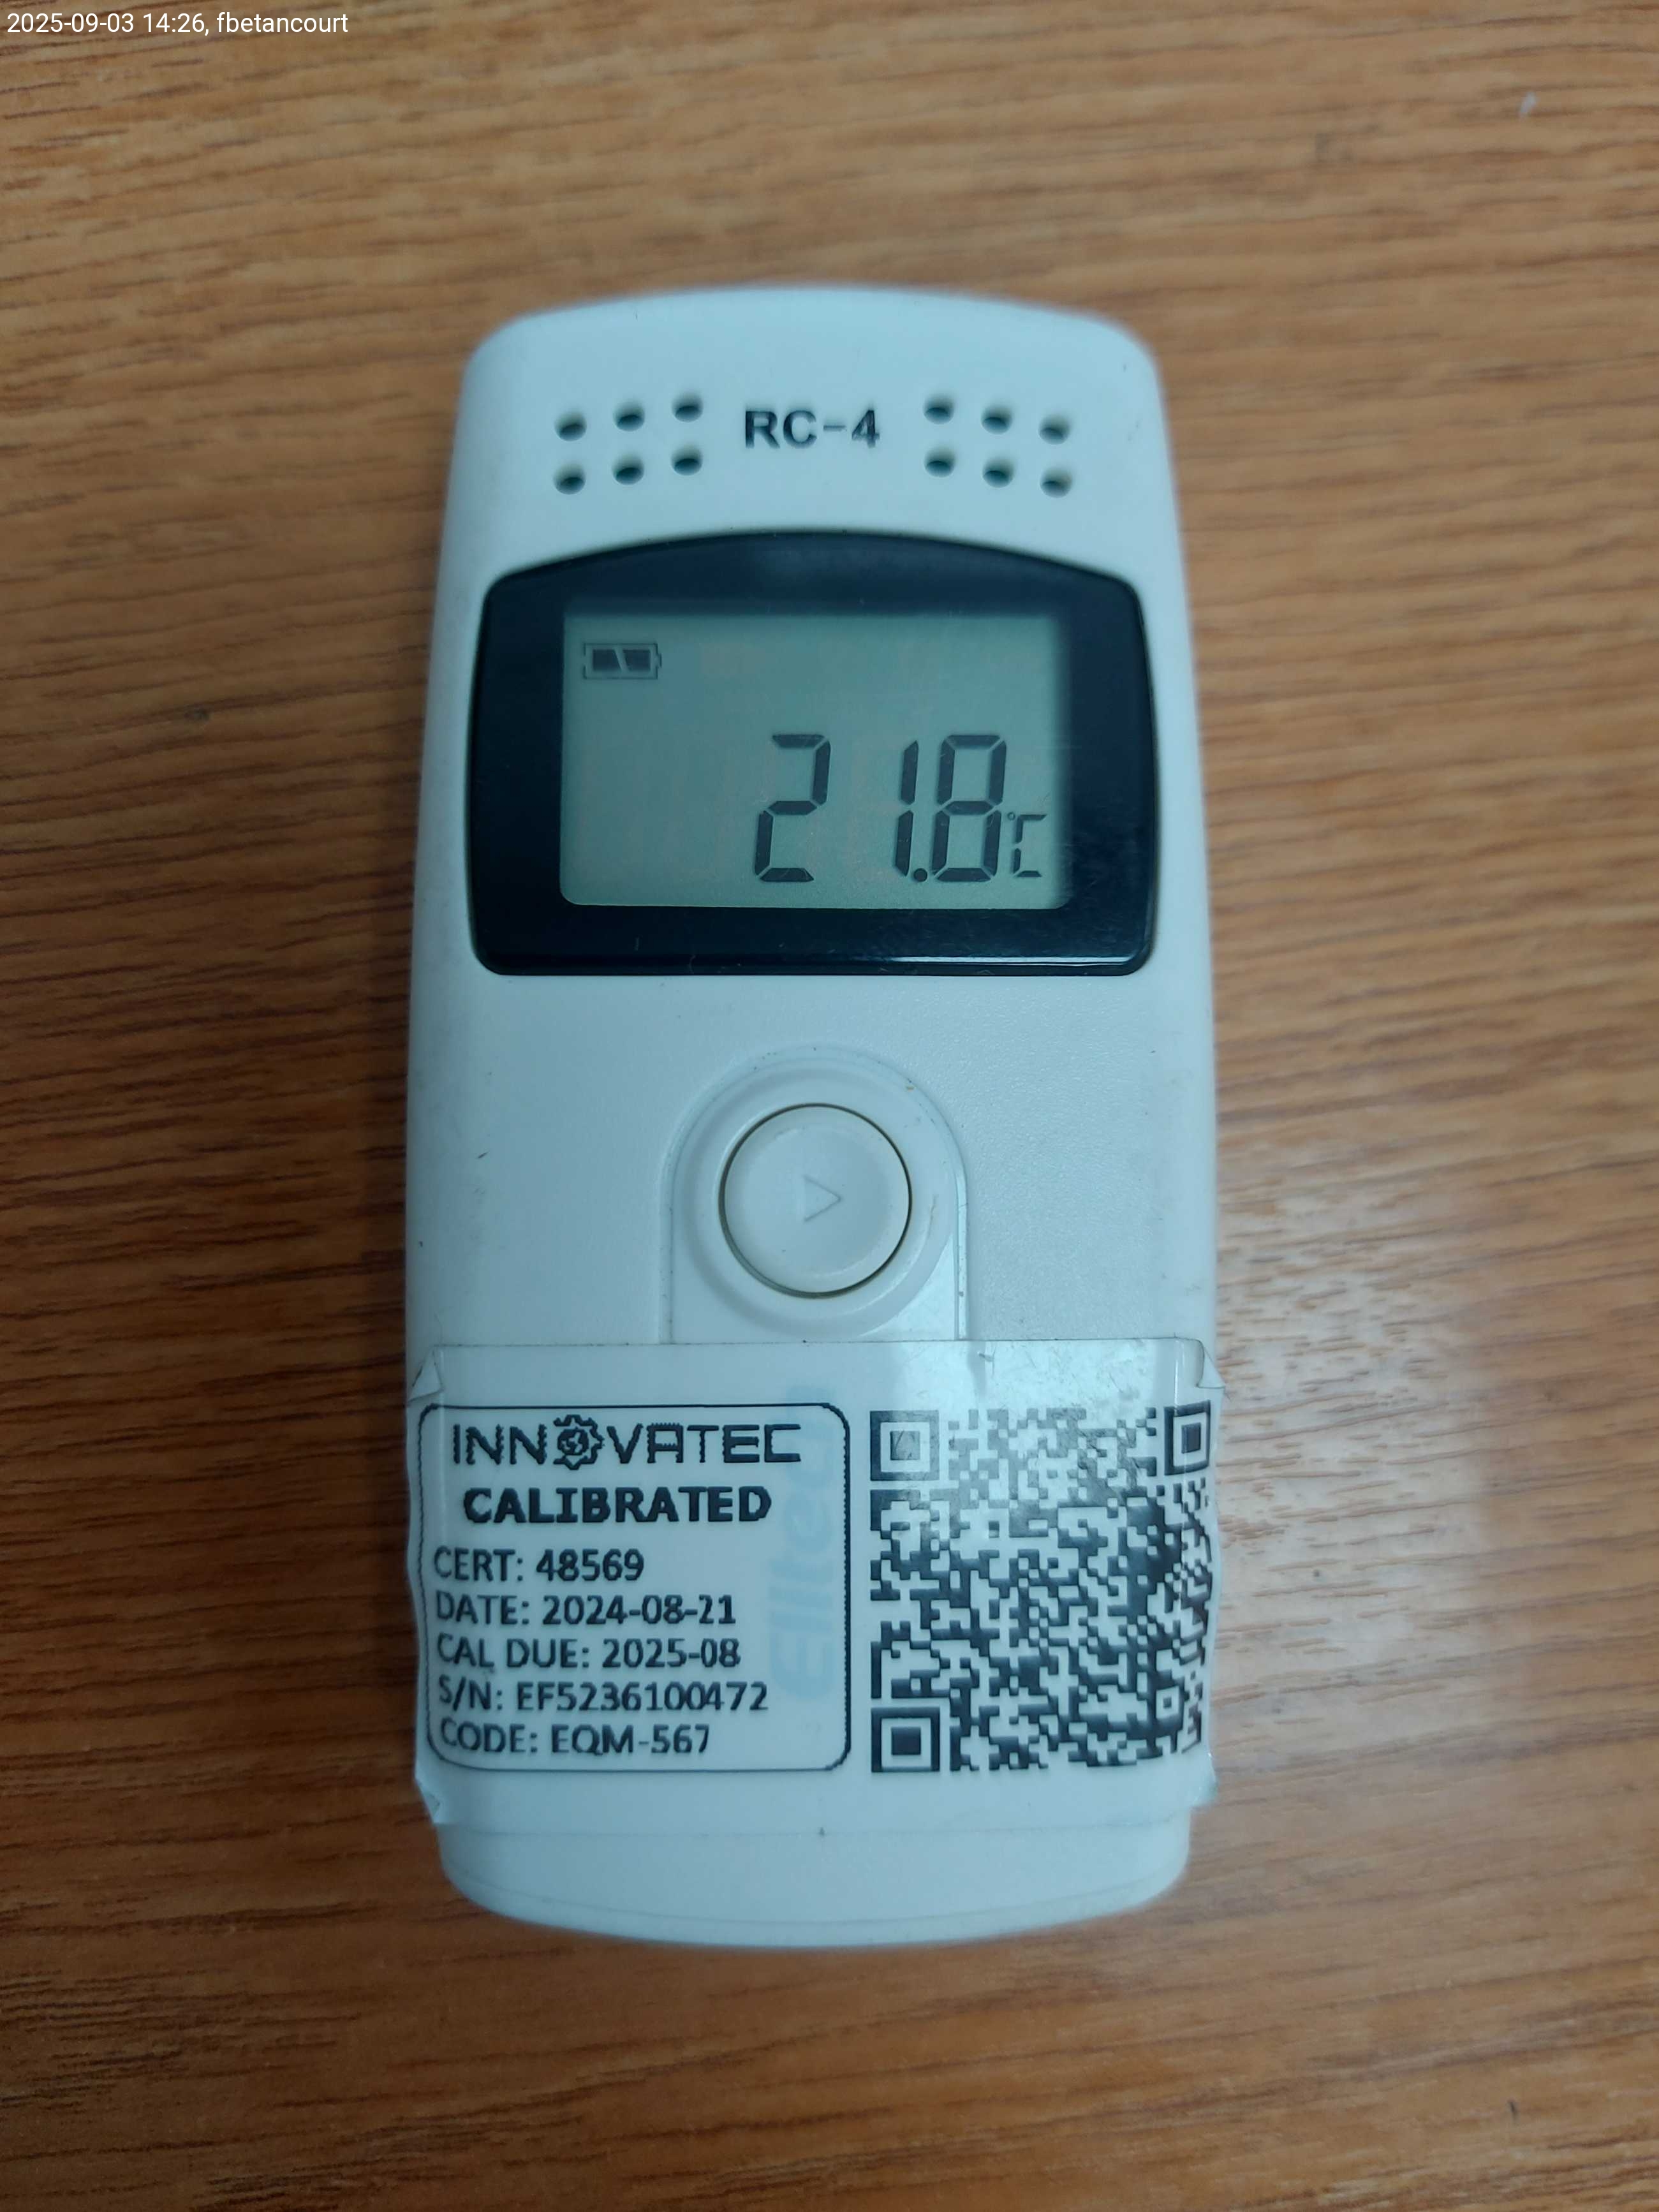 2025-09-03 14:26, fbetancourt
RC-4
21.8°C
INNOVATEC
CALIBRATED
CERT: 48569
DATE: 2024-08-21
CAL DUE: 2025-08
S/N: EF5236100472
CODE: EQM-567
Elitech